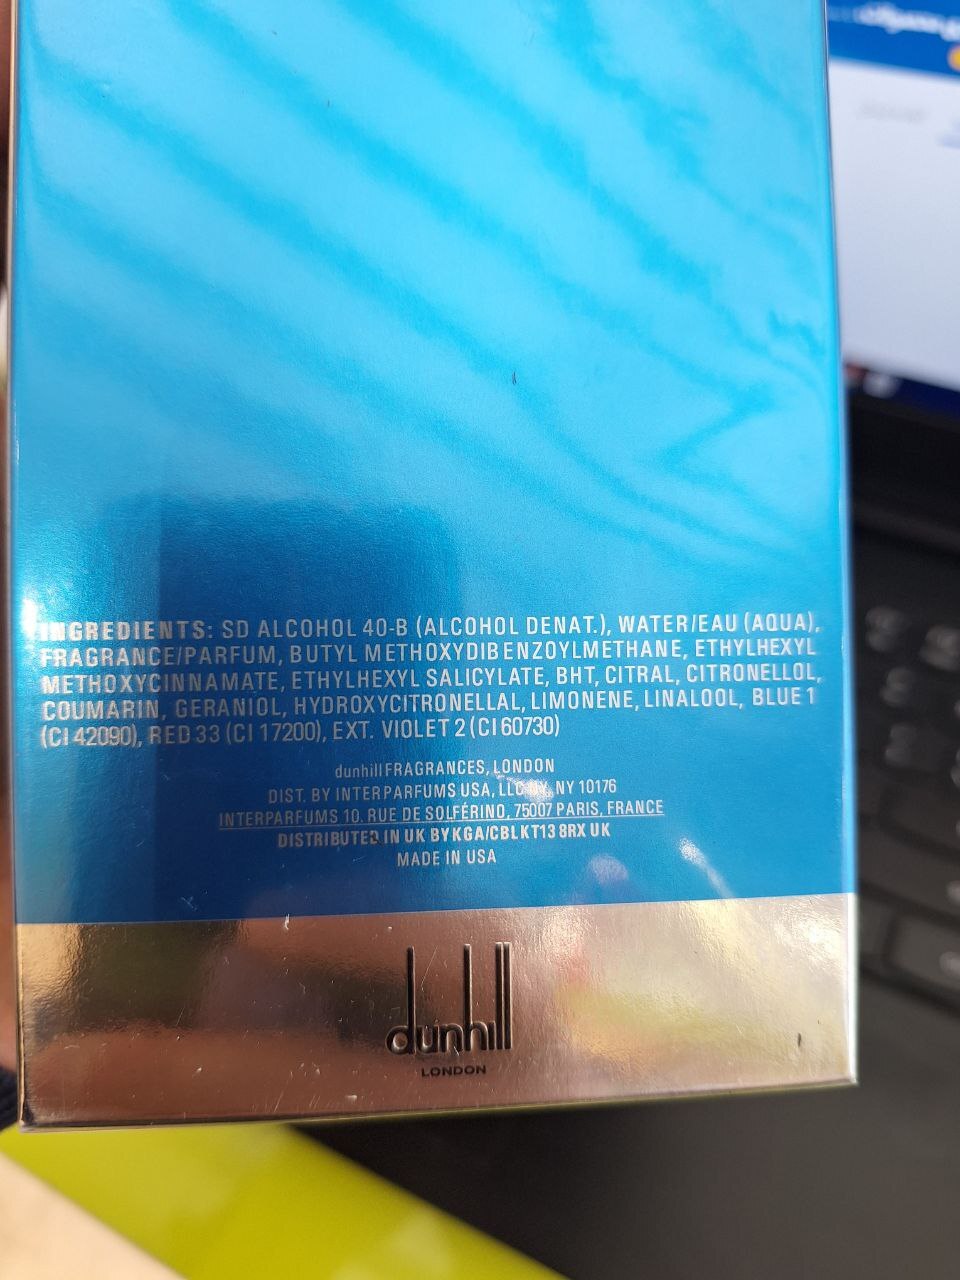 INGREDIENTS: SD ALCOHOL 40-B (ALCOHOL DENAT.), WATER/EAU (AQUA),
FRAGRANCE/PARFUM, BUTYL METHOXYDIBENZOYLMETHANE, ETHYLHEXYL
METHOXYCINNAMATE, ETHYLHEXYL SALICYLATE, BHT, CITRAL, CITRONELLOL,
COUMARIN, GERANIOL, HYDROXYCITRONELLAL, LIMONENE, LINALOOL, BLUE 1
(CI 42090), RED 33 (CI 17200), EXT. VIOLET 2 (CI 60730)
dunhill FRAGRANCES, LONDON
DIST. BY INTERPARFUMS USA, LLC NY, NY 10176
INTERPARFUMS 10. RUE DE SOLFÉRINO, 75007 PARIS, FRANCE
DISTRIBUTED IN UK BY KGA/CBL KT13 8RX UK
MADE IN USA
dunhill
LONDON